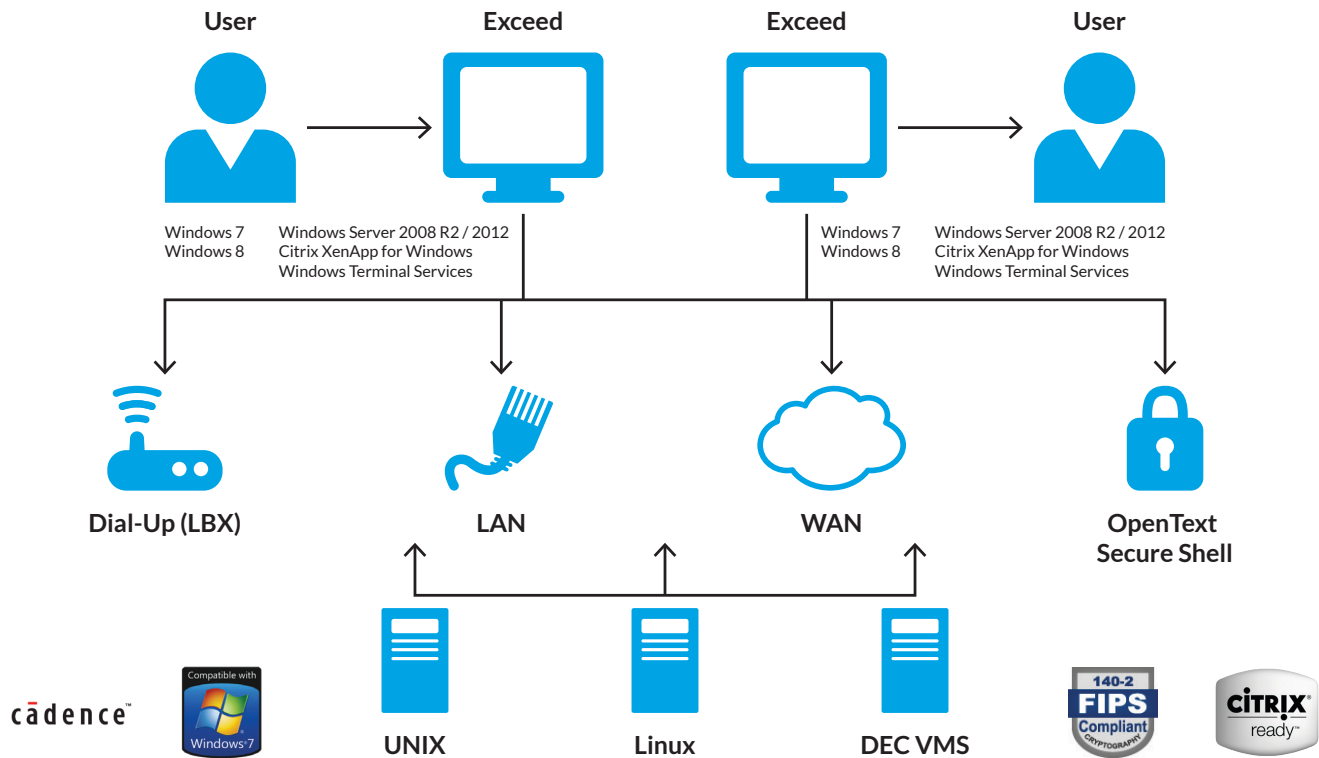 User
Exceed
Exceed
User
Windows 7
Windows 8
Windows Server 2008 R2 / 2012
Citrix XenApp for Windows
Windows Terminal Services
Windows 7
Windows 8
Windows Server 2008 R2 / 2012
Citrix XenApp for Windows
Windows Terminal Services
Dial-Up (LBX)
LAN
WAN
OpenText
Secure Shell
UNIX
Linux
DEC VMS
cādence™
Compatible with
Windows®7
140-2
FIPS
Compliant
CRYPTOGRAPHY
CiTRIX®
ready™